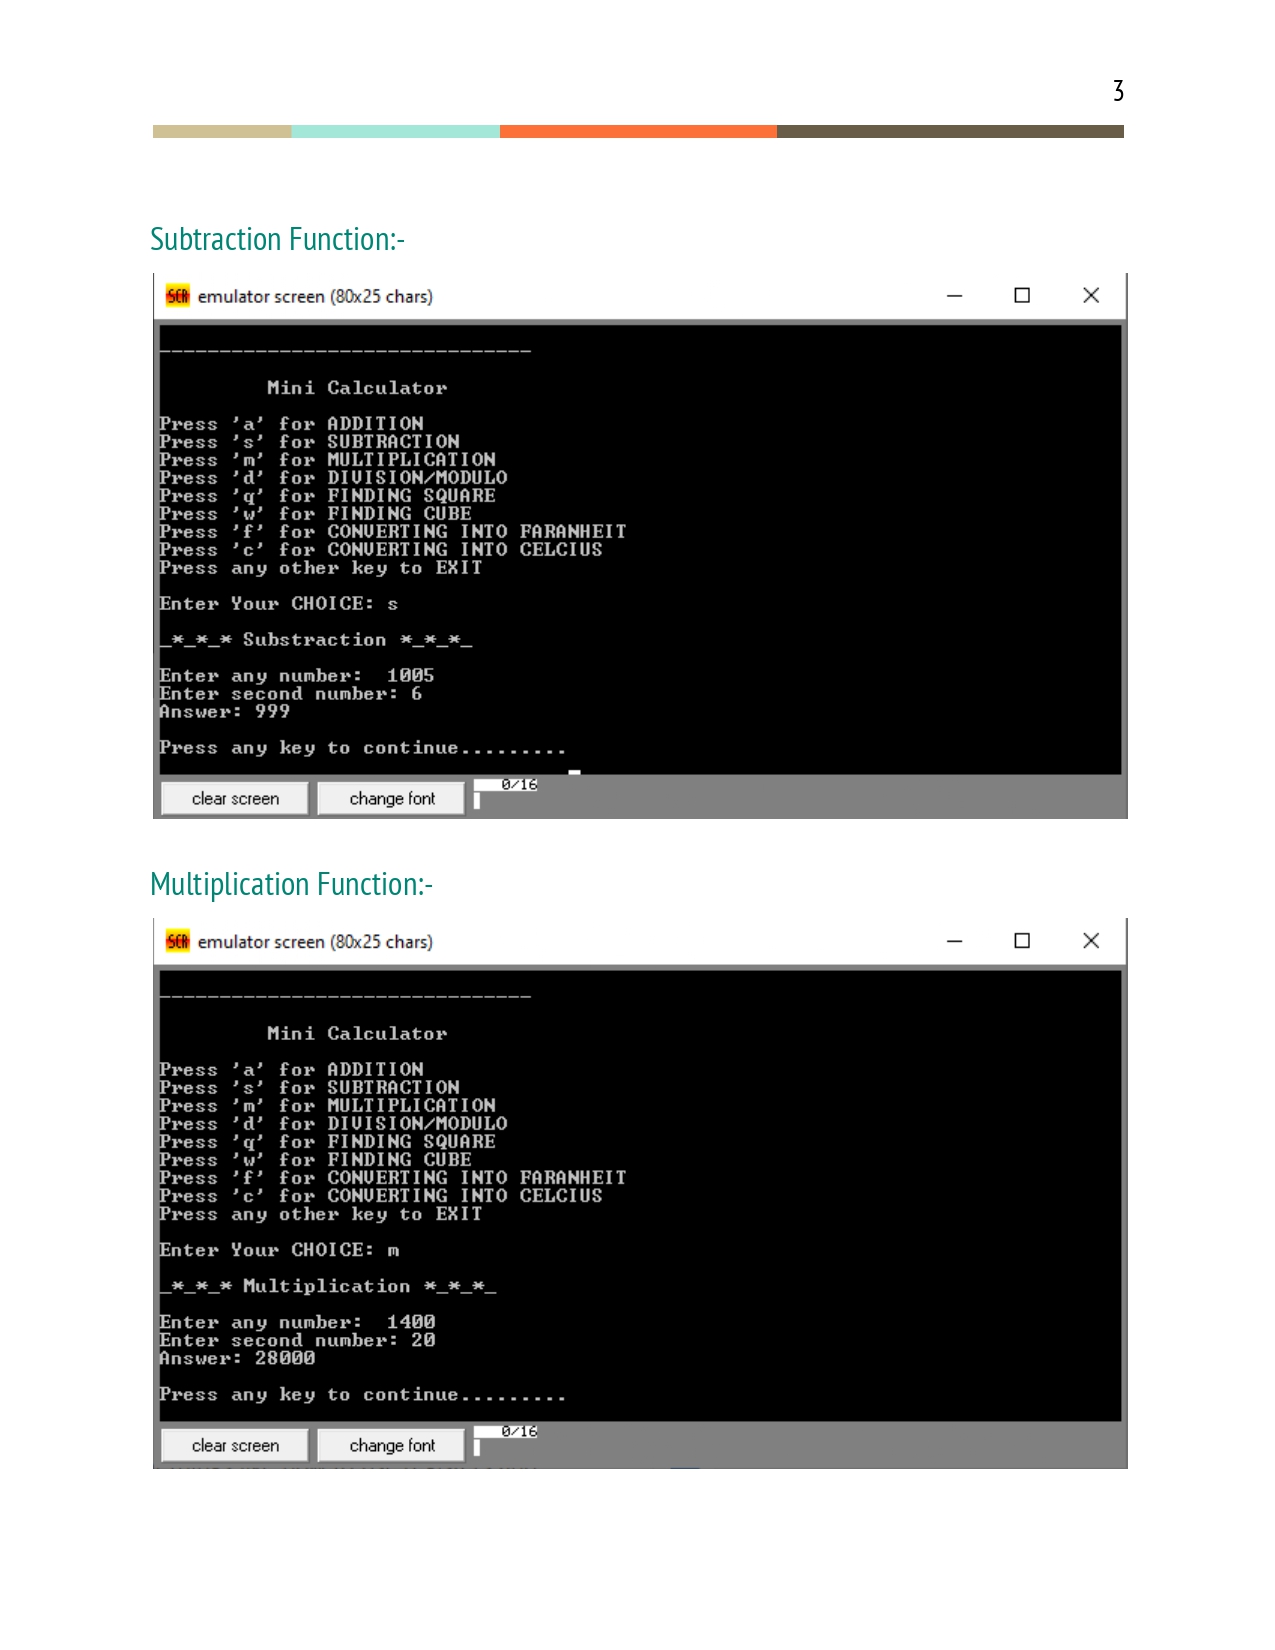 3
Subtraction Function:-
SCR emulator screen (80x25 chars)
-------------------------------
Mini Calculator
Press 'a' for ADDITION
Press 's' for SUBTRACTION
Press 'm' for MULTIPLICATION
Press 'd' for DIVISION/MODULO
Press 'q' for FINDING SQUARE
Press 'w' for FINDING CUBE
Press 'f' for CONVERTING INTO FARANHEIT
Press 'c' for CONVERTING INTO CELCIUS
Press any other key to EXIT
Enter Your CHOICE: s
_*_*_* Substraction *_*_*_
Enter any number:  1005
Enter second number: 6
Answer: 999
Press any key to continue.........
clear screen change font 0/16
Multiplication Function:-
SCR emulator screen (80x25 chars)
-------------------------------
Mini Calculator
Press 'a' for ADDITION
Press 's' for SUBTRACTION
Press 'm' for MULTIPLICATION
Press 'd' for DIVISION/MODULO
Press 'q' for FINDING SQUARE
Press 'w' for FINDING CUBE
Press 'f' for CONVERTING INTO FARANHEIT
Press 'c' for CONVERTING INTO CELCIUS
Press any other key to EXIT
Enter Your CHOICE: m
_*_*_* Multiplication *_*_*_
Enter any number:  1400
Enter second number: 20
Answer: 28000
Press any key to continue.........
clear screen change font 0/16